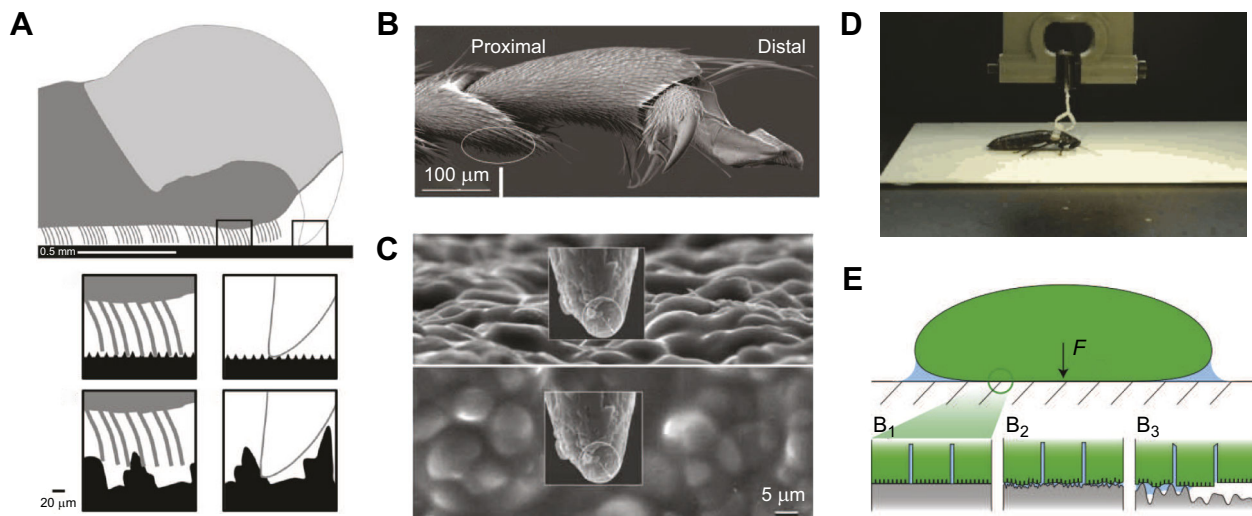 A
0.5 mm
20 μm
B
Proximal
Distal
100 μm
C
5 μm
D
E
F
B1
B2
B3